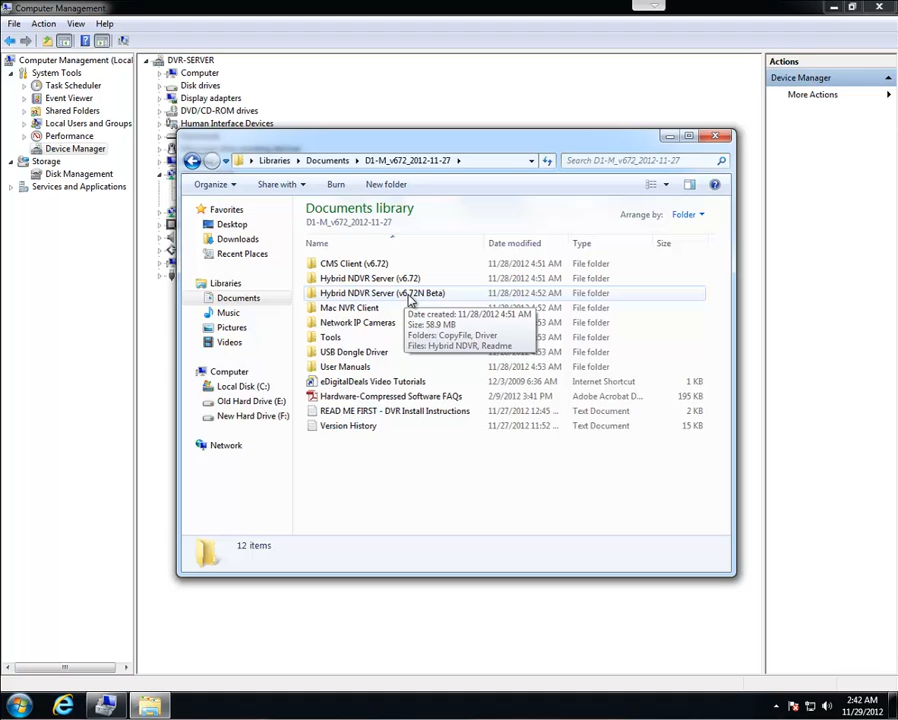 Computer Management
File Action View Help
Computer Management (Local
System Tools
Task Scheduler
Event Viewer
Shared Folders
Local Users and Groups
Performance
Device Manager
Storage
Disk Management
Services and Applications
DVR-SERVER
Computer
Disk drives
Display adapters
DVD/CD-ROM drives
Human Interface Devices
Actions
Device Manager
More Actions
Libraries Documents D1-M_v672_2012-11-27
Search D1-M_v672_2012-11-27
Organize Share with Burn New folder
Favorites
Desktop
Downloads
Recent Places
Libraries
Documents
Music
Pictures
Videos
Computer
Local Disk (C:)
Old Hard Drive (E:)
New Hard Drive (F:)
Network
Documents library
D1-M_v672_2012-11-27
Arrange by: Folder
Name Date modified Type Size
CMS Client (v6.72) 11/28/2012 4:51 AM File folder
Hybrid NDVR Server (v6.72) 11/28/2012 4:51 AM File folder
Hybrid NDVR Server (v6.72N Beta) 11/28/2012 4:52 AM File folder
Mac NVR Client File folder
Network IP Cameras File folder
Tools File folder
USB Dongle Driver File folder
User Manuals 11/28/2012 4:53 AM File folder
eDigitalDeals Video Tutorials 12/3/2009 6:36 AM Internet Shortcut 1 KB
Hardware-Compressed Software FAQs 2/9/2012 3:41 PM Adobe Acrobat D... 195 KB
READ ME FIRST - DVR Install Instructions 11/27/2012 12:45 ... Text Document 2 KB
Version History 11/27/2012 11:52 ... Text Document 15 KB
Date created: 11/28/2012 4:51 AM
Size: 58.9 MB
Folders: CopyFile, Driver
Files: Hybrid NDVR, Readme
12 items
2:42 AM
11/29/2012